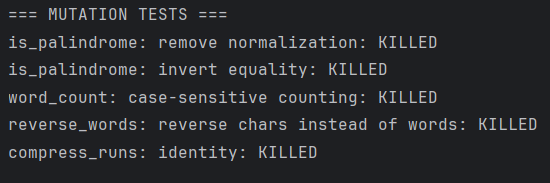 === MUTATION TESTS ===
is_palindrome: remove normalization: KILLED
is_palindrome: invert equality: KILLED
word_count: case-sensitive counting: KILLED
reverse_words: reverse chars instead of words: KILLED
compress_runs: identity: KILLED